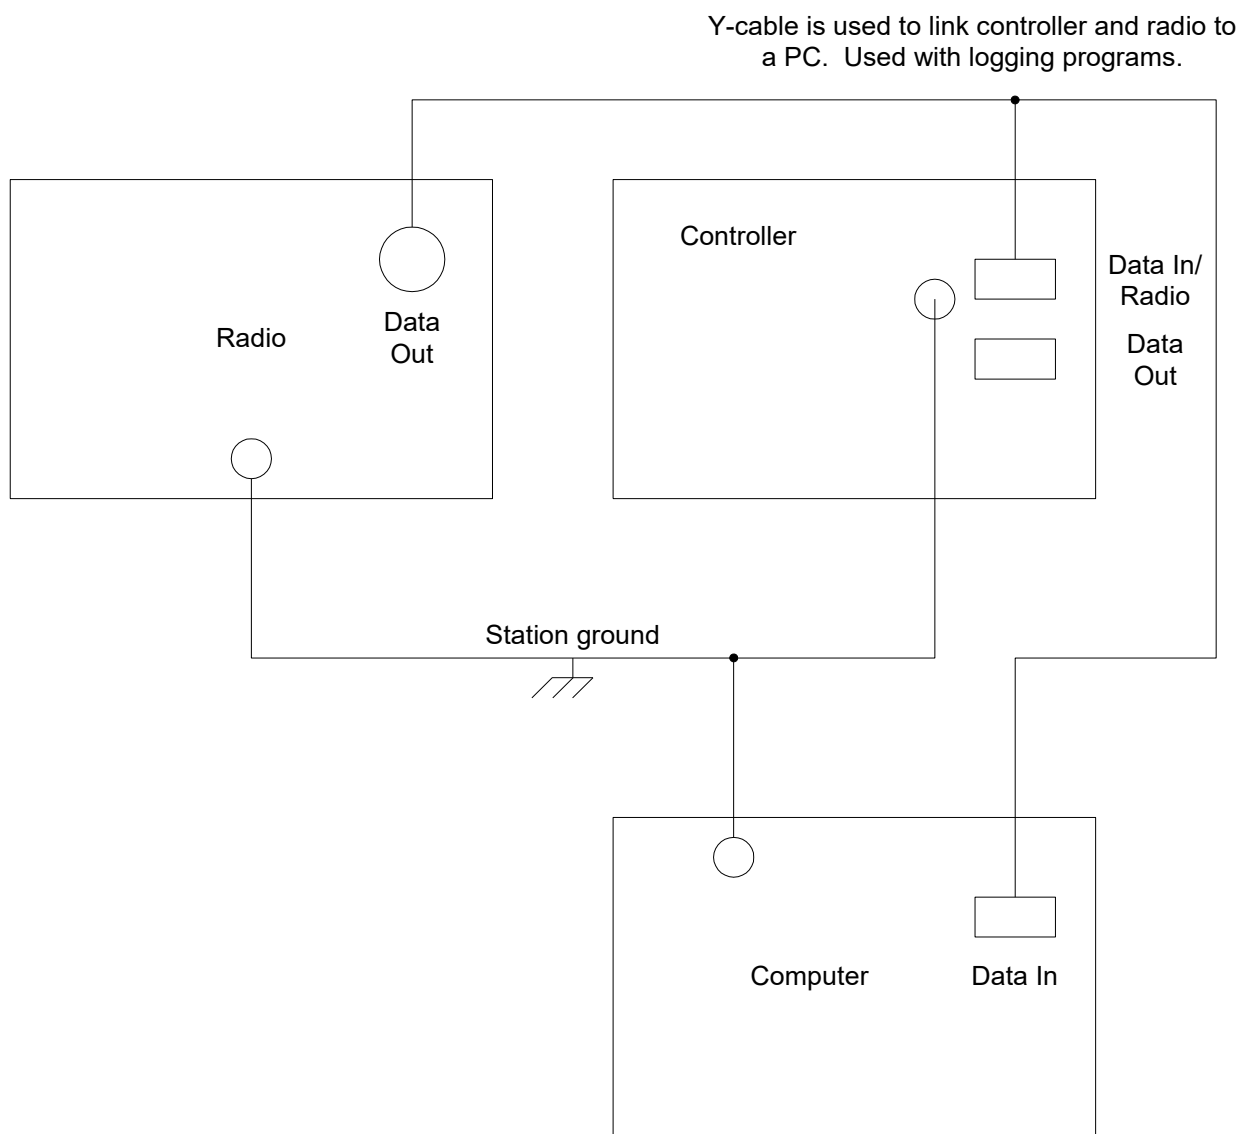 Y-cable is used to link controller and radio to
a PC.  Used with logging programs.
Controller
Data In/
Radio
Data
Out
Radio
Data
Out
Station ground
Computer
Data In